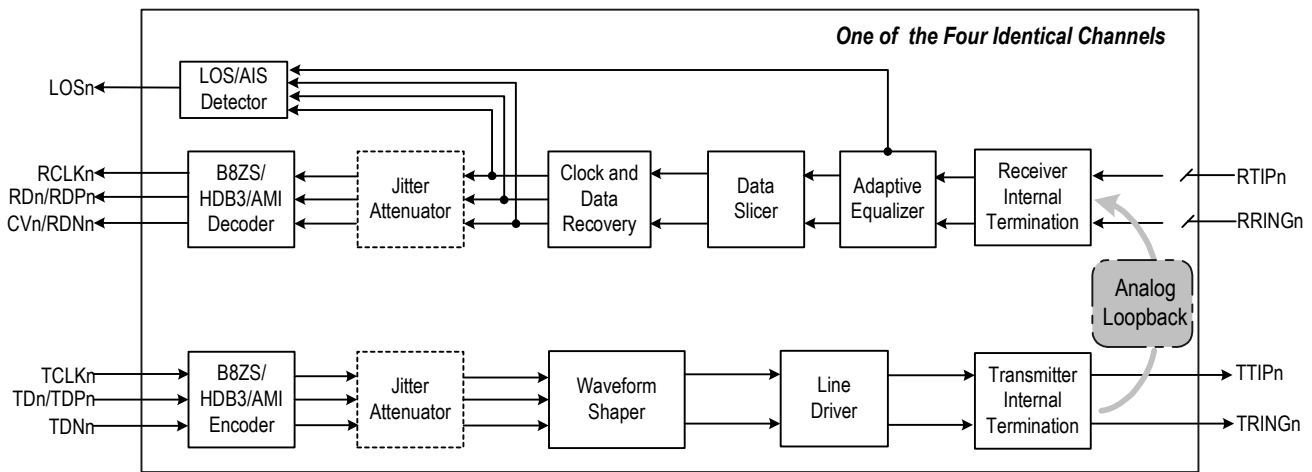 One of the Four Identical Channels
LOSn
LOS/AIS
Detector
RCLKn
RDn/RDPn
CVn/RDNn
B8ZS/
HDB3/AMI
Decoder
Jitter
Attenuator
Clock and
Data
Recovery
Data
Slicer
Adaptive
Equalizer
Receiver
Internal
Termination
RTIPn
RRINGn
Analog
Loopback
TCLKn
TDn/TDPn
TDNn
B8ZS/
HDB3/AMI
Encoder
Jitter
Attenuator
Waveform
Shaper
Line
Driver
Transmitter
Internal
Termination
TTIPn
TRINGn